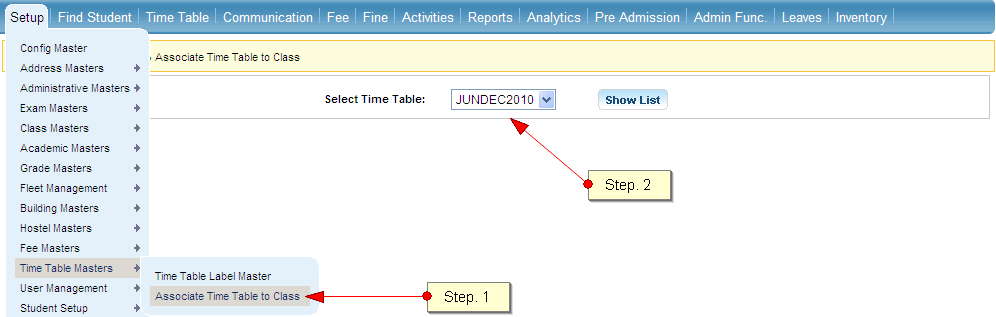 Setup Find Student Time Table Communication Fee Fine Activities Reports Analytics Pre Admission Admin Func. Leaves Inventory
Associate Time Table to Class
Select Time Table: JUNDEC2010 Show List
Config Master
Address Masters
Administrative Masters
Exam Masters
Class Masters
Academic Masters
Grade Masters
Fleet Management
Building Masters
Hostel Masters
Fee Masters
Time Table Masters
User Management
Student Setup
Time Table Label Master
Associate Time Table to Class
Step. 1
Step. 2